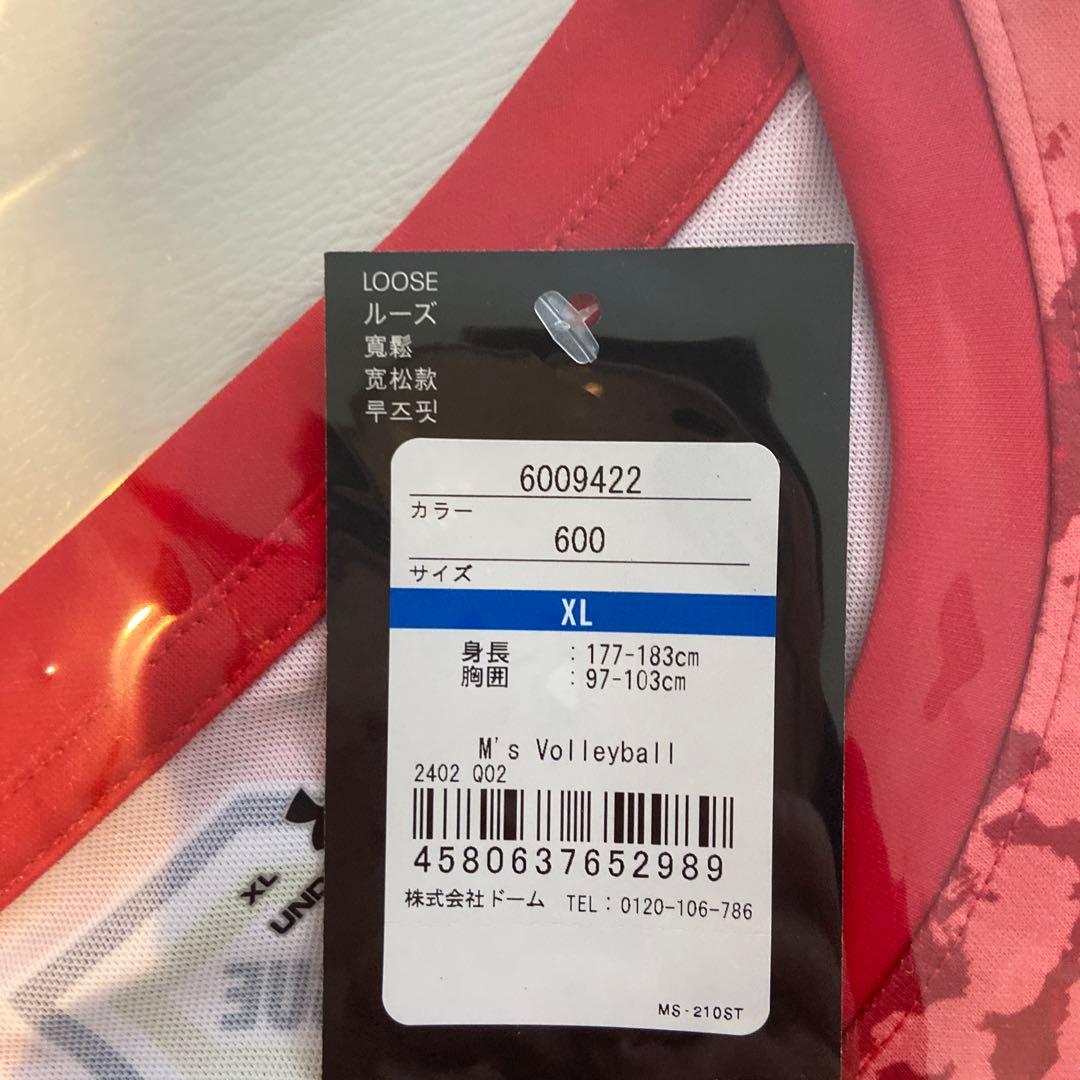 LOOSE
ルーズ
寬鬆
宽松款
루즈핏
6009422
カラー
600
サイズ
XL
身長 : 177-183cm
胸囲 : 97-103cm
M's Volleyball
2402 Q02
4580637652989
株式会社ドーム TEL: 0120-106-786
MS-210ST
XL